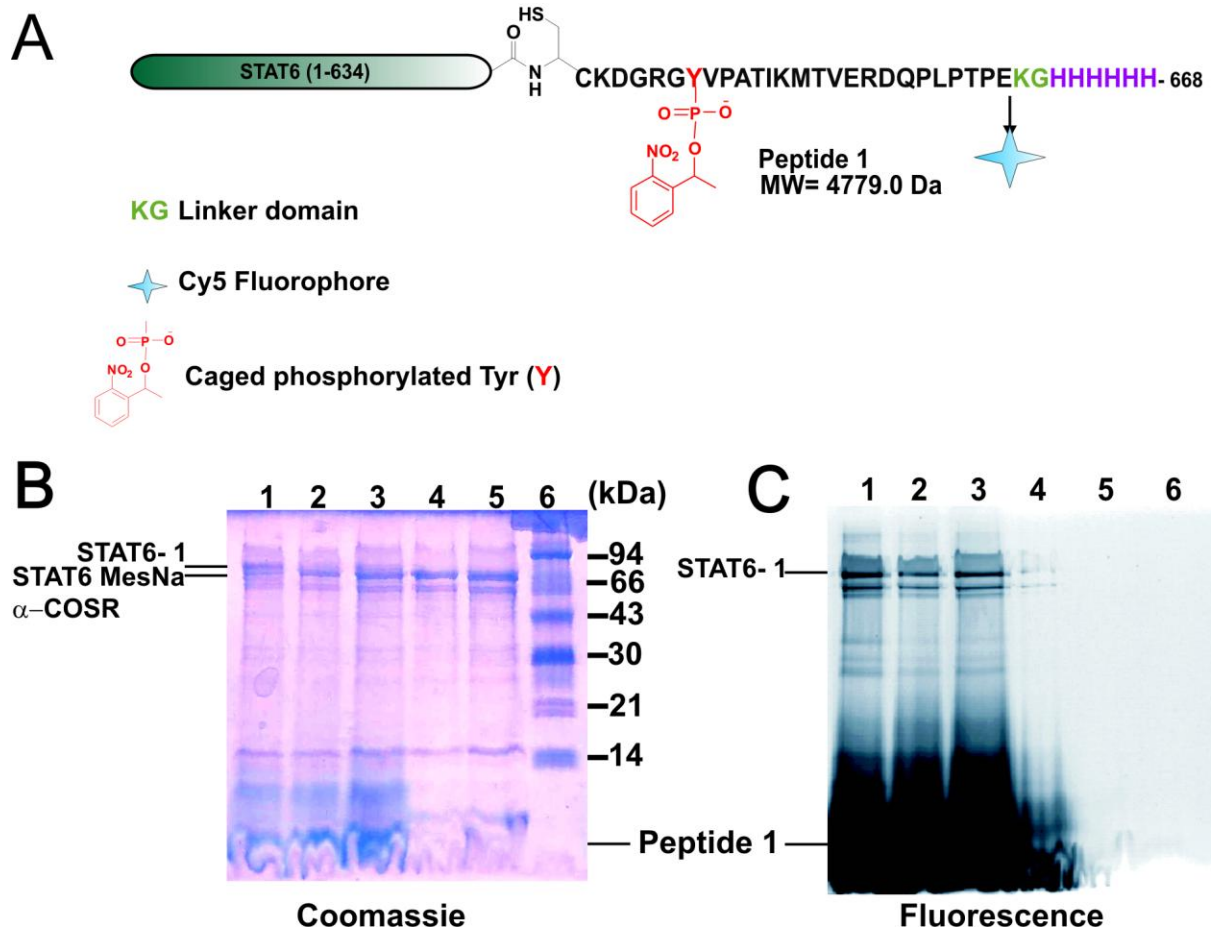 A
STAT6 (1-634)
HS
O
N
H
CKDGRGYVPATIKMTVERDQPLPTPEKGHHHHHH- 668
O=P-O-
O
NO2
Peptide 1
MW= 4779.0 Da
KG Linker domain
Cy5 Fluorophore
O=P-O-
O
NO2
Caged phosphorylated Tyr (Y)
B
1 2 3 4 5 6 (kDa)
STAT6- 1
STAT6 MesNa
α–COSR
94
66
43
30
21
14
Peptide 1
Coomassie
C
1 2 3 4 5 6
STAT6- 1
Fluorescence